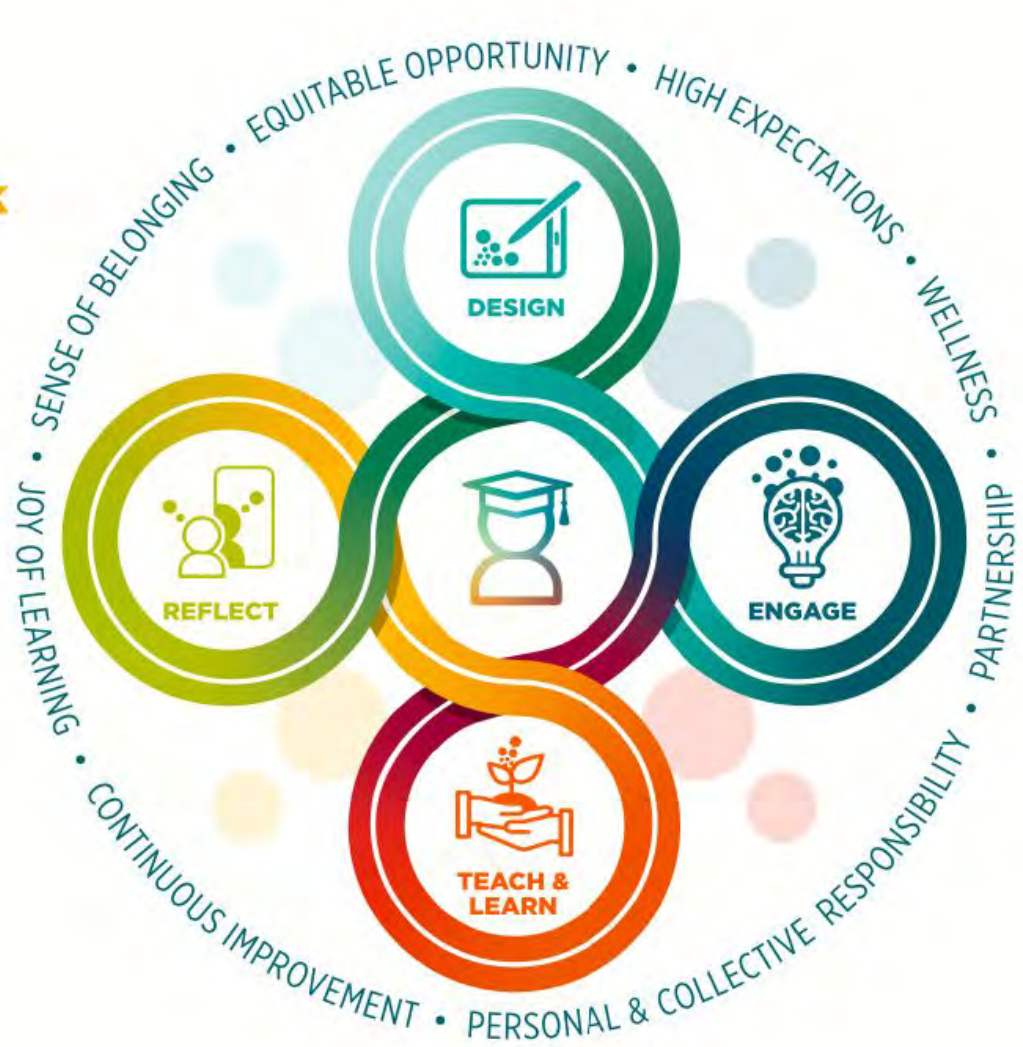 SENSE OF BELONGING • EQUITABLE OPPORTUNITY • HIGH EXPECTATIONS • WELLNESS • PARTNERSHIP • PERSONAL & COLLECTIVE RESPONSIBILITY • CONTINUOUS IMPROVEMENT • JOY OF LEARNING •
DESIGN
REFLECT
ENGAGE
TEACH &
LEARN